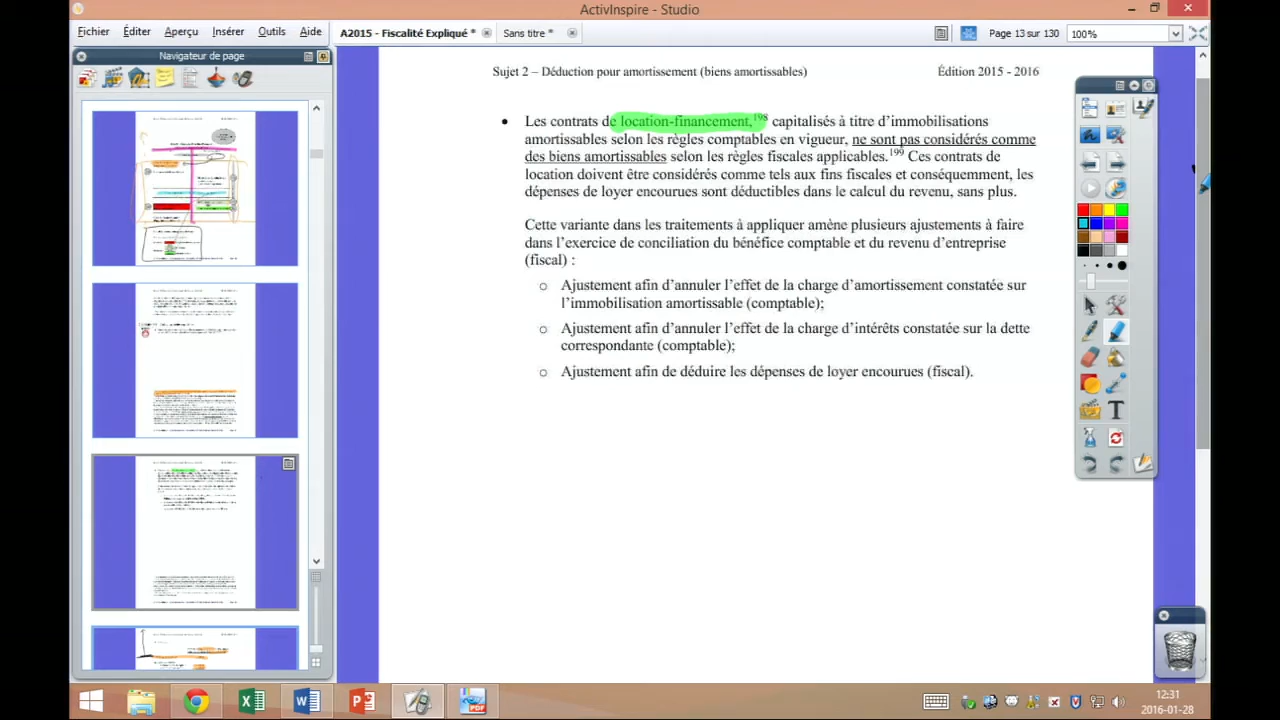 ActivInspire - Studio
Fichier Éditer Aperçu Insérer Outils Aide
A2015 - Fiscalité Expliqué *
Sans titre *
Page 13 sur 130
100%
Navigateur de page
Sujet 2 – Déduction pour amortissement (biens amortissables) Édition 2015 - 2016
• Les contrats de location-financement,198 capitalisés à titre d’immobilisations
amortissables selon les règles comptables en vigueur, ne sont pas considérés comme
des biens amortissables selon les règles fiscales applicables.199 Ces contrats de
location doivent être considérés comme tels aux fins fiscales. Conséquemment, les
dépenses de loyer encourues sont déductibles dans le calcul du revenu, sans plus.
Cette variance dans les traitements à appliquer amène plusieurs ajustements à faire
dans l’exercice de conciliation du bénéfice comptable et du revenu d’entreprise
(fiscal) :
o Ajustement afin d’annuler l’effet de la charge d’amortissement constatée sur
l’immobilisation amortissable (comptable);
o Ajustement afin d’annuler l’effet de la charge d’intérêts constatée sur la dette
correspondante (comptable);
o Ajustement afin de déduire les dépenses de loyer encourues (fiscal).
12:31
2016-01-28